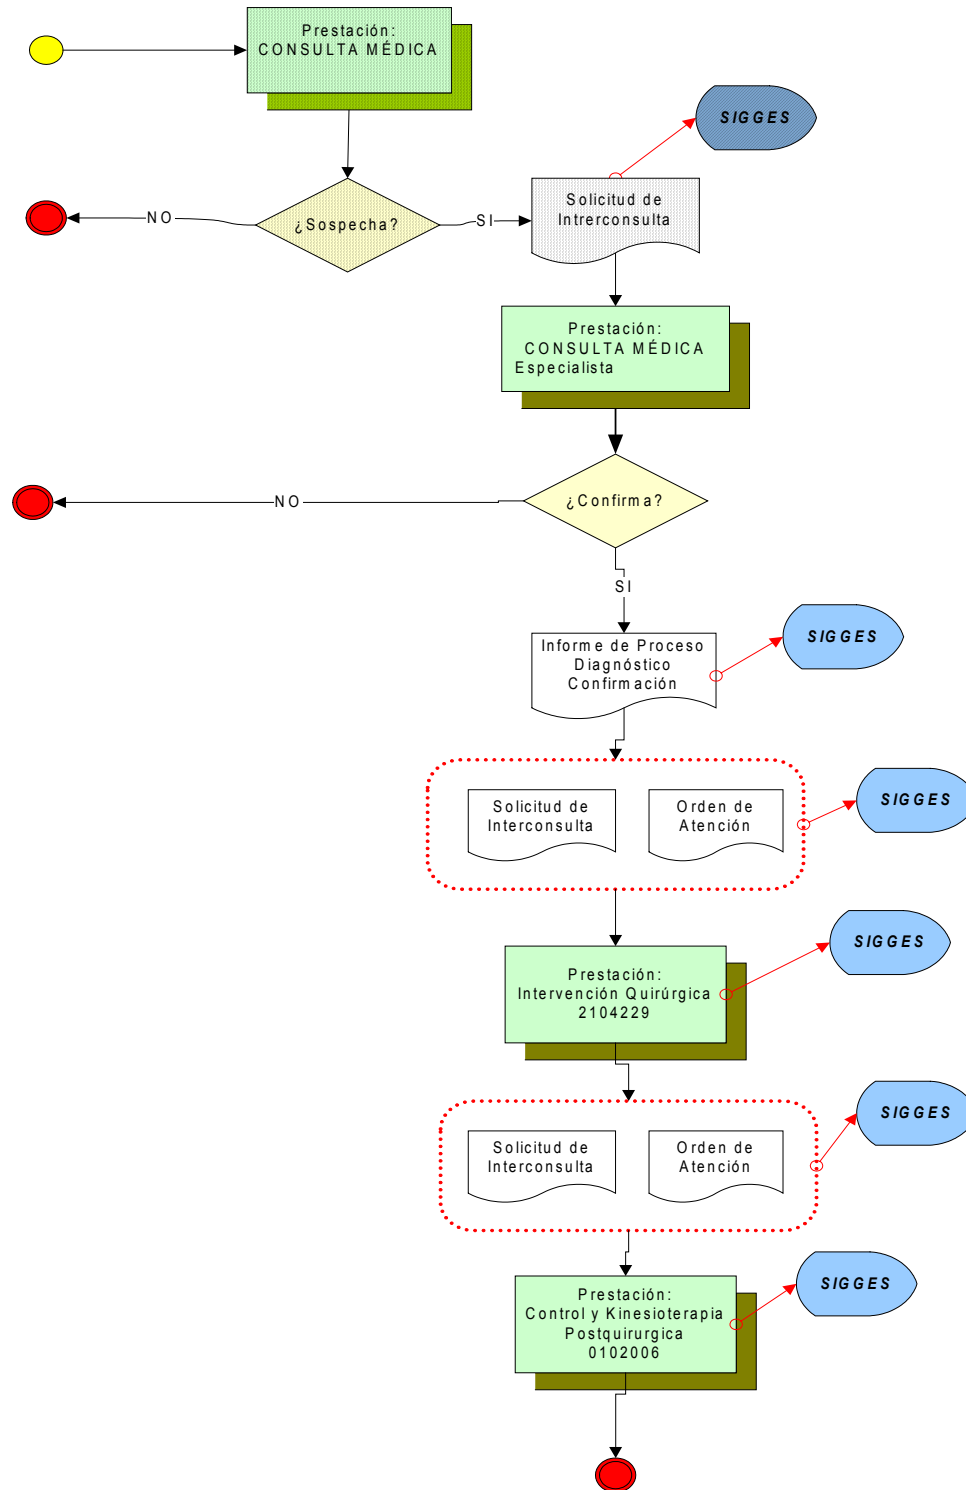 Prestación:
CONSULTA MÉDICA
SIGGES
Solicitud de
Intrerconsulta
NO
¿Sospecha?
SI
Prestación:
CONSULTA MÉDICA
Especialista
¿Confirma?
NO
SI
Informe de Proceso
Diagnóstico
Confirmación
SIGGES
Solicitud de
Interconsulta
Orden de
Atención
SIGGES
Prestación:
Intervención Quirúrgica
2104229
SIGGES
Solicitud de
Interconsulta
Orden de
Atención
SIGGES
Prestación:
Control y Kinesioterapia
Postquirurgica
0102006
SIGGES